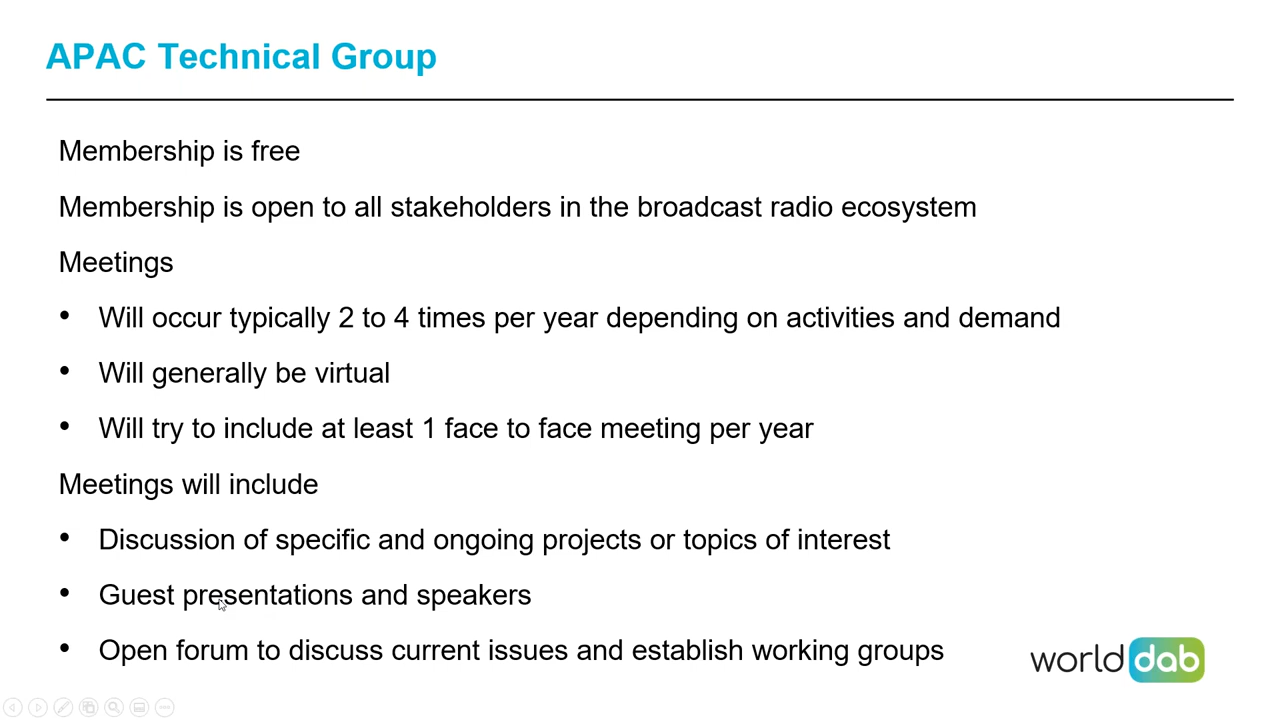 APAC Technical Group
Membership is free
Membership is open to all stakeholders in the broadcast radio ecosystem
Meetings
• Will occur typically 2 to 4 times per year depending on activities and demand
• Will generally be virtual
• Will try to include at least 1 face to face meeting per year
Meetings will include
• Discussion of specific and ongoing projects or topics of interest
• Guest presentations and speakers
• Open forum to discuss current issues and establish working groups
world dab